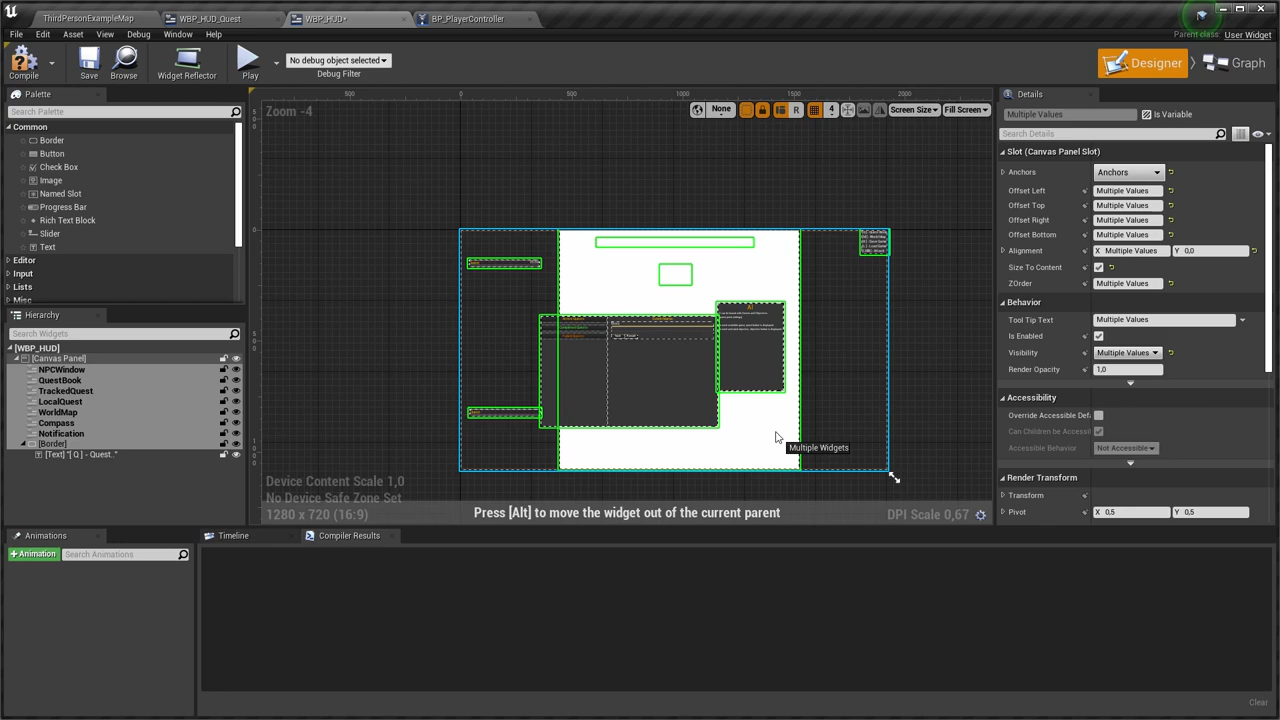 ThirdPersonExampleMap
WBP_HUD_Quest
WBP_HUD*
BP_PlayerController
File
Edit
Asset
View
Debug
Window
Help
Parent class:
User Widget
Compile
Save
Browse
Widget Reflector
Play
No debug object selected
Debug Filter
Designer
Graph
Palette
Search Palette
Common
Border
Button
Check Box
Image
Named Slot
Progress Bar
Rich Text Block
Slider
Text
Editor
Input
Lists
Misc
Hierarchy
Search Widgets
[WBP_HUD]
[Canvas Panel]
NPCWindow
QuestBook
TrackedQuest
LocalQuest
WorldMap
Compass
Notification
[Border]
[Text] "[ Q ] - Quest.."
Zoom -4
500
0
500
1000
1500
2000
None
R
4
Screen Size
Fill Screen
Multiple Widgets
Device Content Scale 1,0
No Device Safe Zone Set
1280 x 720 (16:9)
Press [Alt] to move the widget out of the current parent
DPI Scale 0,67
Details
Multiple Values
Is Variable
Search Details
Slot (Canvas Panel Slot)
Anchors
Anchors
Offset Left
Multiple Values
Offset Top
Multiple Values
Offset Right
Multiple Values
Offset Bottom
Multiple Values
Alignment
X Multiple Values
Y 0,0
Size To Content
ZOrder
Multiple Values
Behavior
Tool Tip Text
Multiple Values
Is Enabled
Visibility
Multiple Values
Render Opacity
1,0
Accessibility
Override Accessible Def
Can Children be Accessi
Accessible Behavior
Not Accessible
Render Transform
Transform
Pivot
X 0,5
Y 0,5
Animations
+Animation
Search Animations
Timeline
Compiler Results
Clear